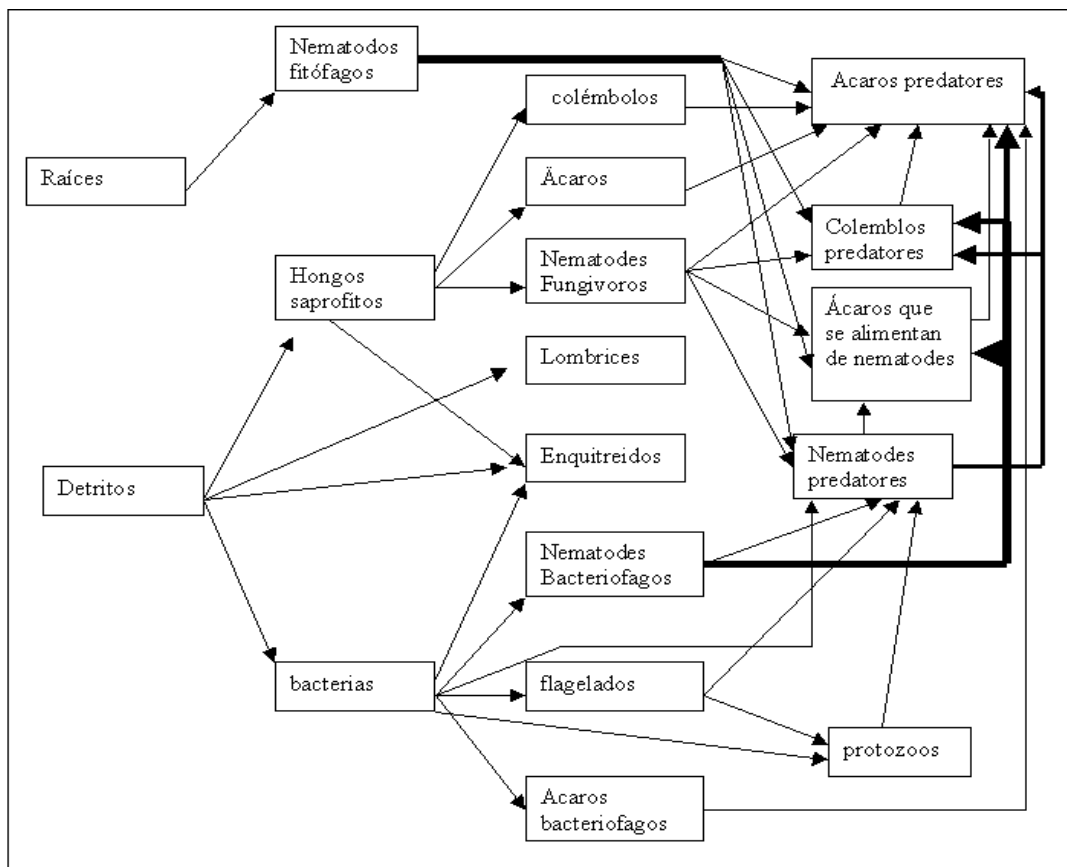 Nematodos
fitófagos
colémbolos
Acaros predatores
Raíces
Äcaros
Colemblos
predatores
Nematodes
Fungivoros
Hongos
saprofitos
Ácaros que
se alimentan
de nematodes
Lombrices
Enquitreidos
Nematodes
predatores
Detritos
Nematodes
Bacteriofagos
bacterias
flagelados
protozoos
Acaros
bacteriofagos